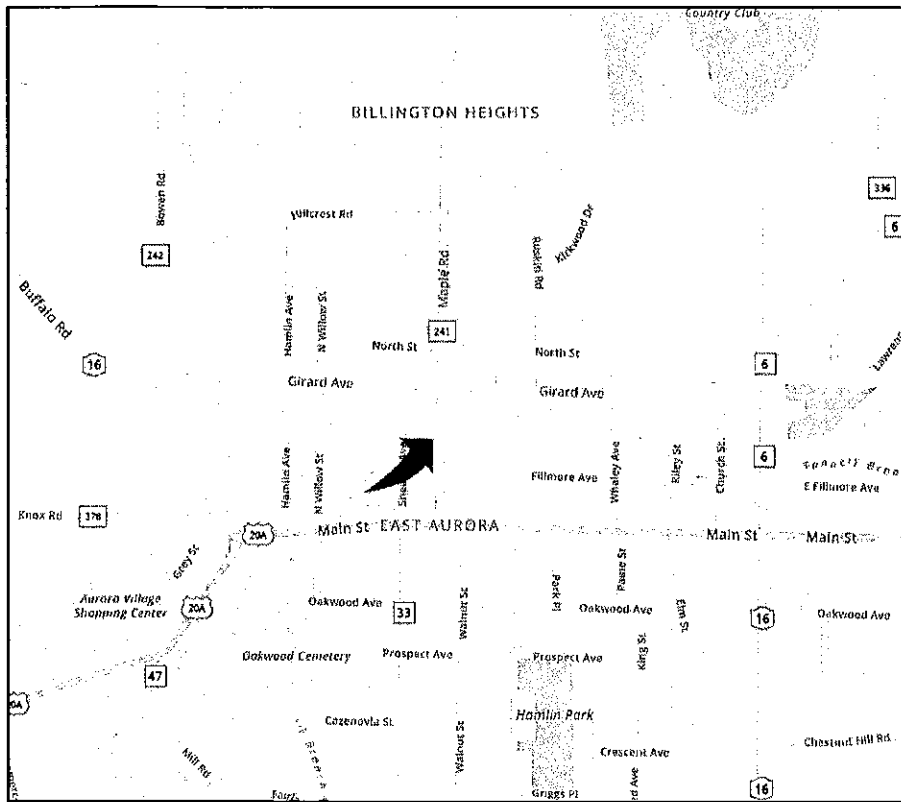 Country Club
BILLINGTON HEIGHTS
Bowen Rd
Hillcrest Rd
Kirkwood Dr
336
6
242
Maple Rd
Ruskin Rd
Buffalo Rd
Hamlin Ave
N Willow St
241
North St
North St
16
6
Girard Ave
Girard Ave
Hamlin Ave
N Willow St
Whaley Ave
Riley St
Church St
6
Fillmore Ave
E Fillmore Ave
Knox Rd
378
20A
Main St
EAST AURORA
Main St
Main St
Grey St
Paine St
Aurora Village
Shopping Center
20A
Oakwood Ave
33
Walnut St
Park Pl
Oakwood Ave
Elm St
16
Oakwood Ave
King St
Oakwood Cemetery
Prospect Ave
Prospect Ave
47
20A
Cazenovia St
Hamlin Park
Walnut St
Crescent Ave
Chestnut Hill Rd
Mill Rd
Griggs Pl
16